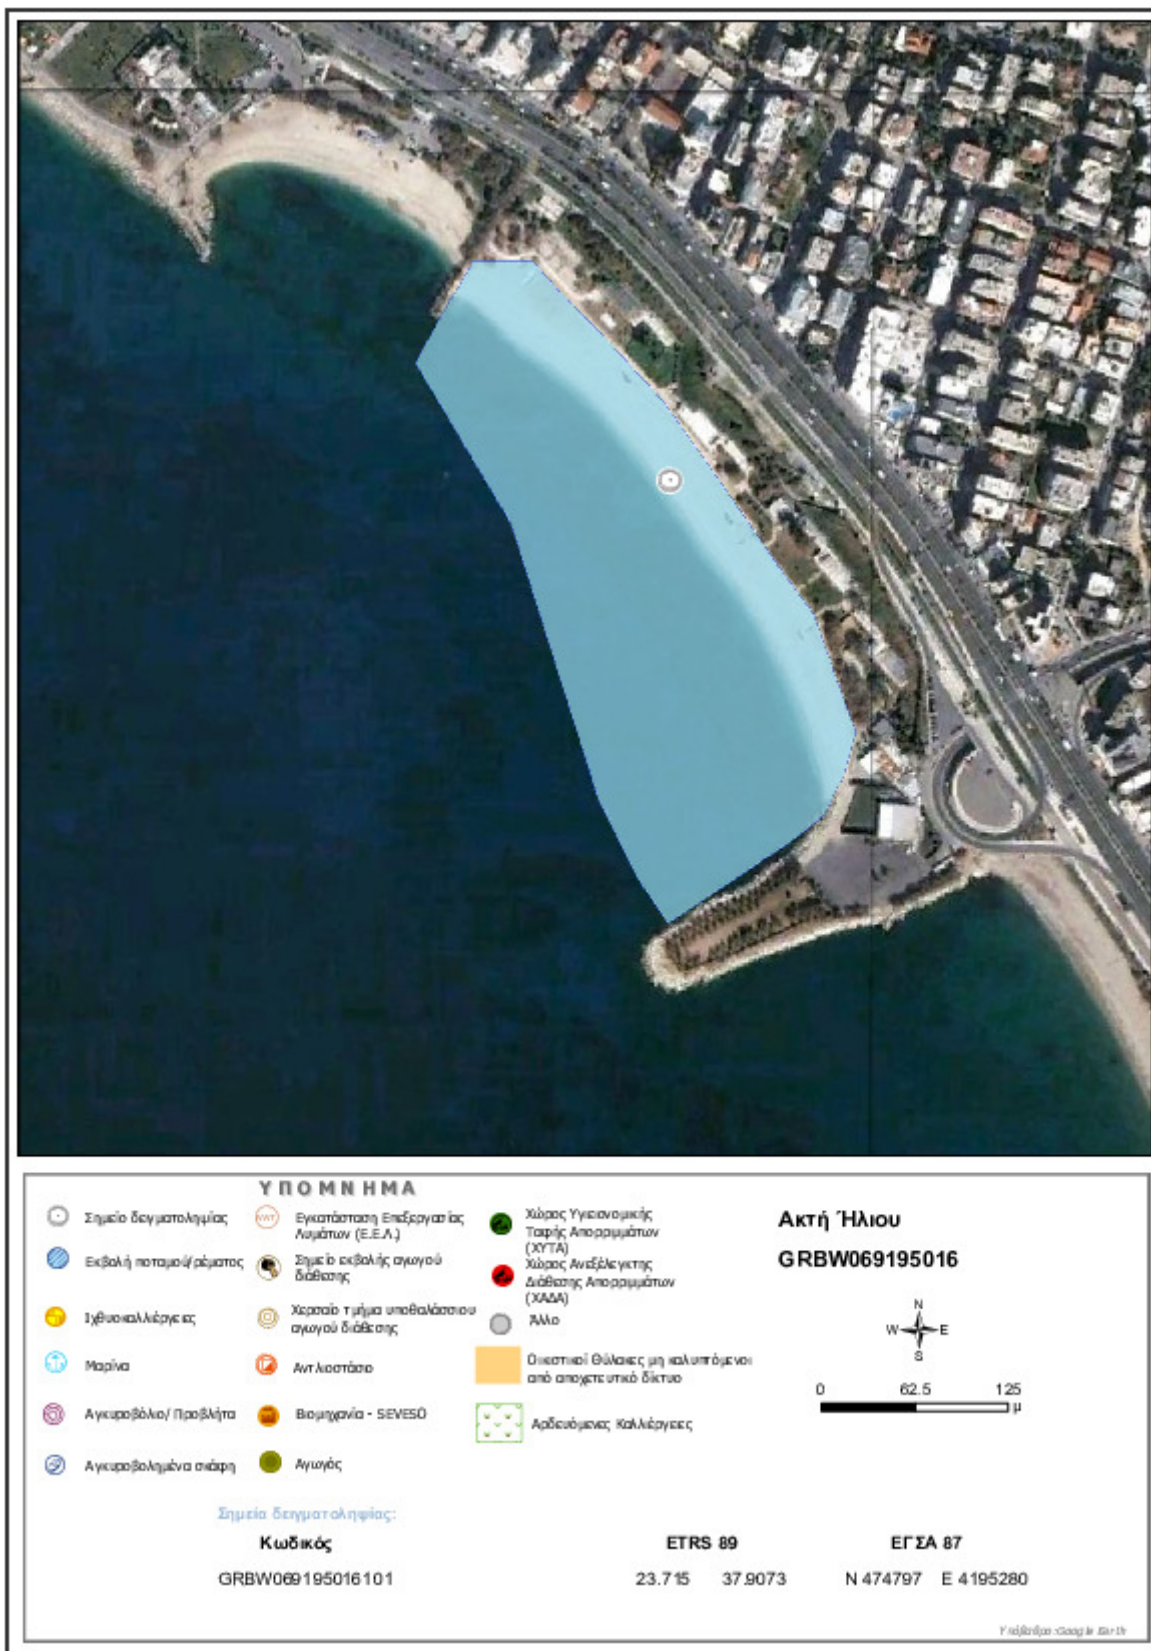 ΥΠΟΜΝΗΜΑ
Σημείο δειγματοληψίας
Εκβολή ποταμού/ρέματος
Ιχθυοκαλλιέργειες
Μαρίνα
Αγκυροβόλιο/ Προβλήτα
Αγκυροβολημένα σκάφη
Εγκατάσταση Επεξεργασίας
Λυμάτων (Ε.Ε.Λ.)
Σημείο εκβολής αγωγού
διάθεσης
Χερσαίο τμήμα υποθαλάσσιου
αγωγού διάθεσης
Αντλιοστάσιο
Βιομηχανία - SEVESO
Αγωγός
Χώρος Υγειονομικής
Ταφής Απορριμμάτων
(ΧΥΤΑ)
Χώρος Ανεξέλεγκτης
Διάθεσης Απορριμμάτων
(ΧΑΔΑ)
Άλλο
Οικιστικοί Θύλακες μη καλυπτόμενοι
από αποχετευτικό δίκτυο
Αρδευόμενες Καλλιέργειες
Ακτή Ήλιου
GRBW069195016
N
W E
S
0 62.5 125
μ
Σημεία δειγματοληψίας:
Κωδικός ETRS 89 ΕΓΣΑ 87
GRBW069195016101 23.715 37.9073 N 474797 E 4195280
Υπόβαθρο:Google Earth